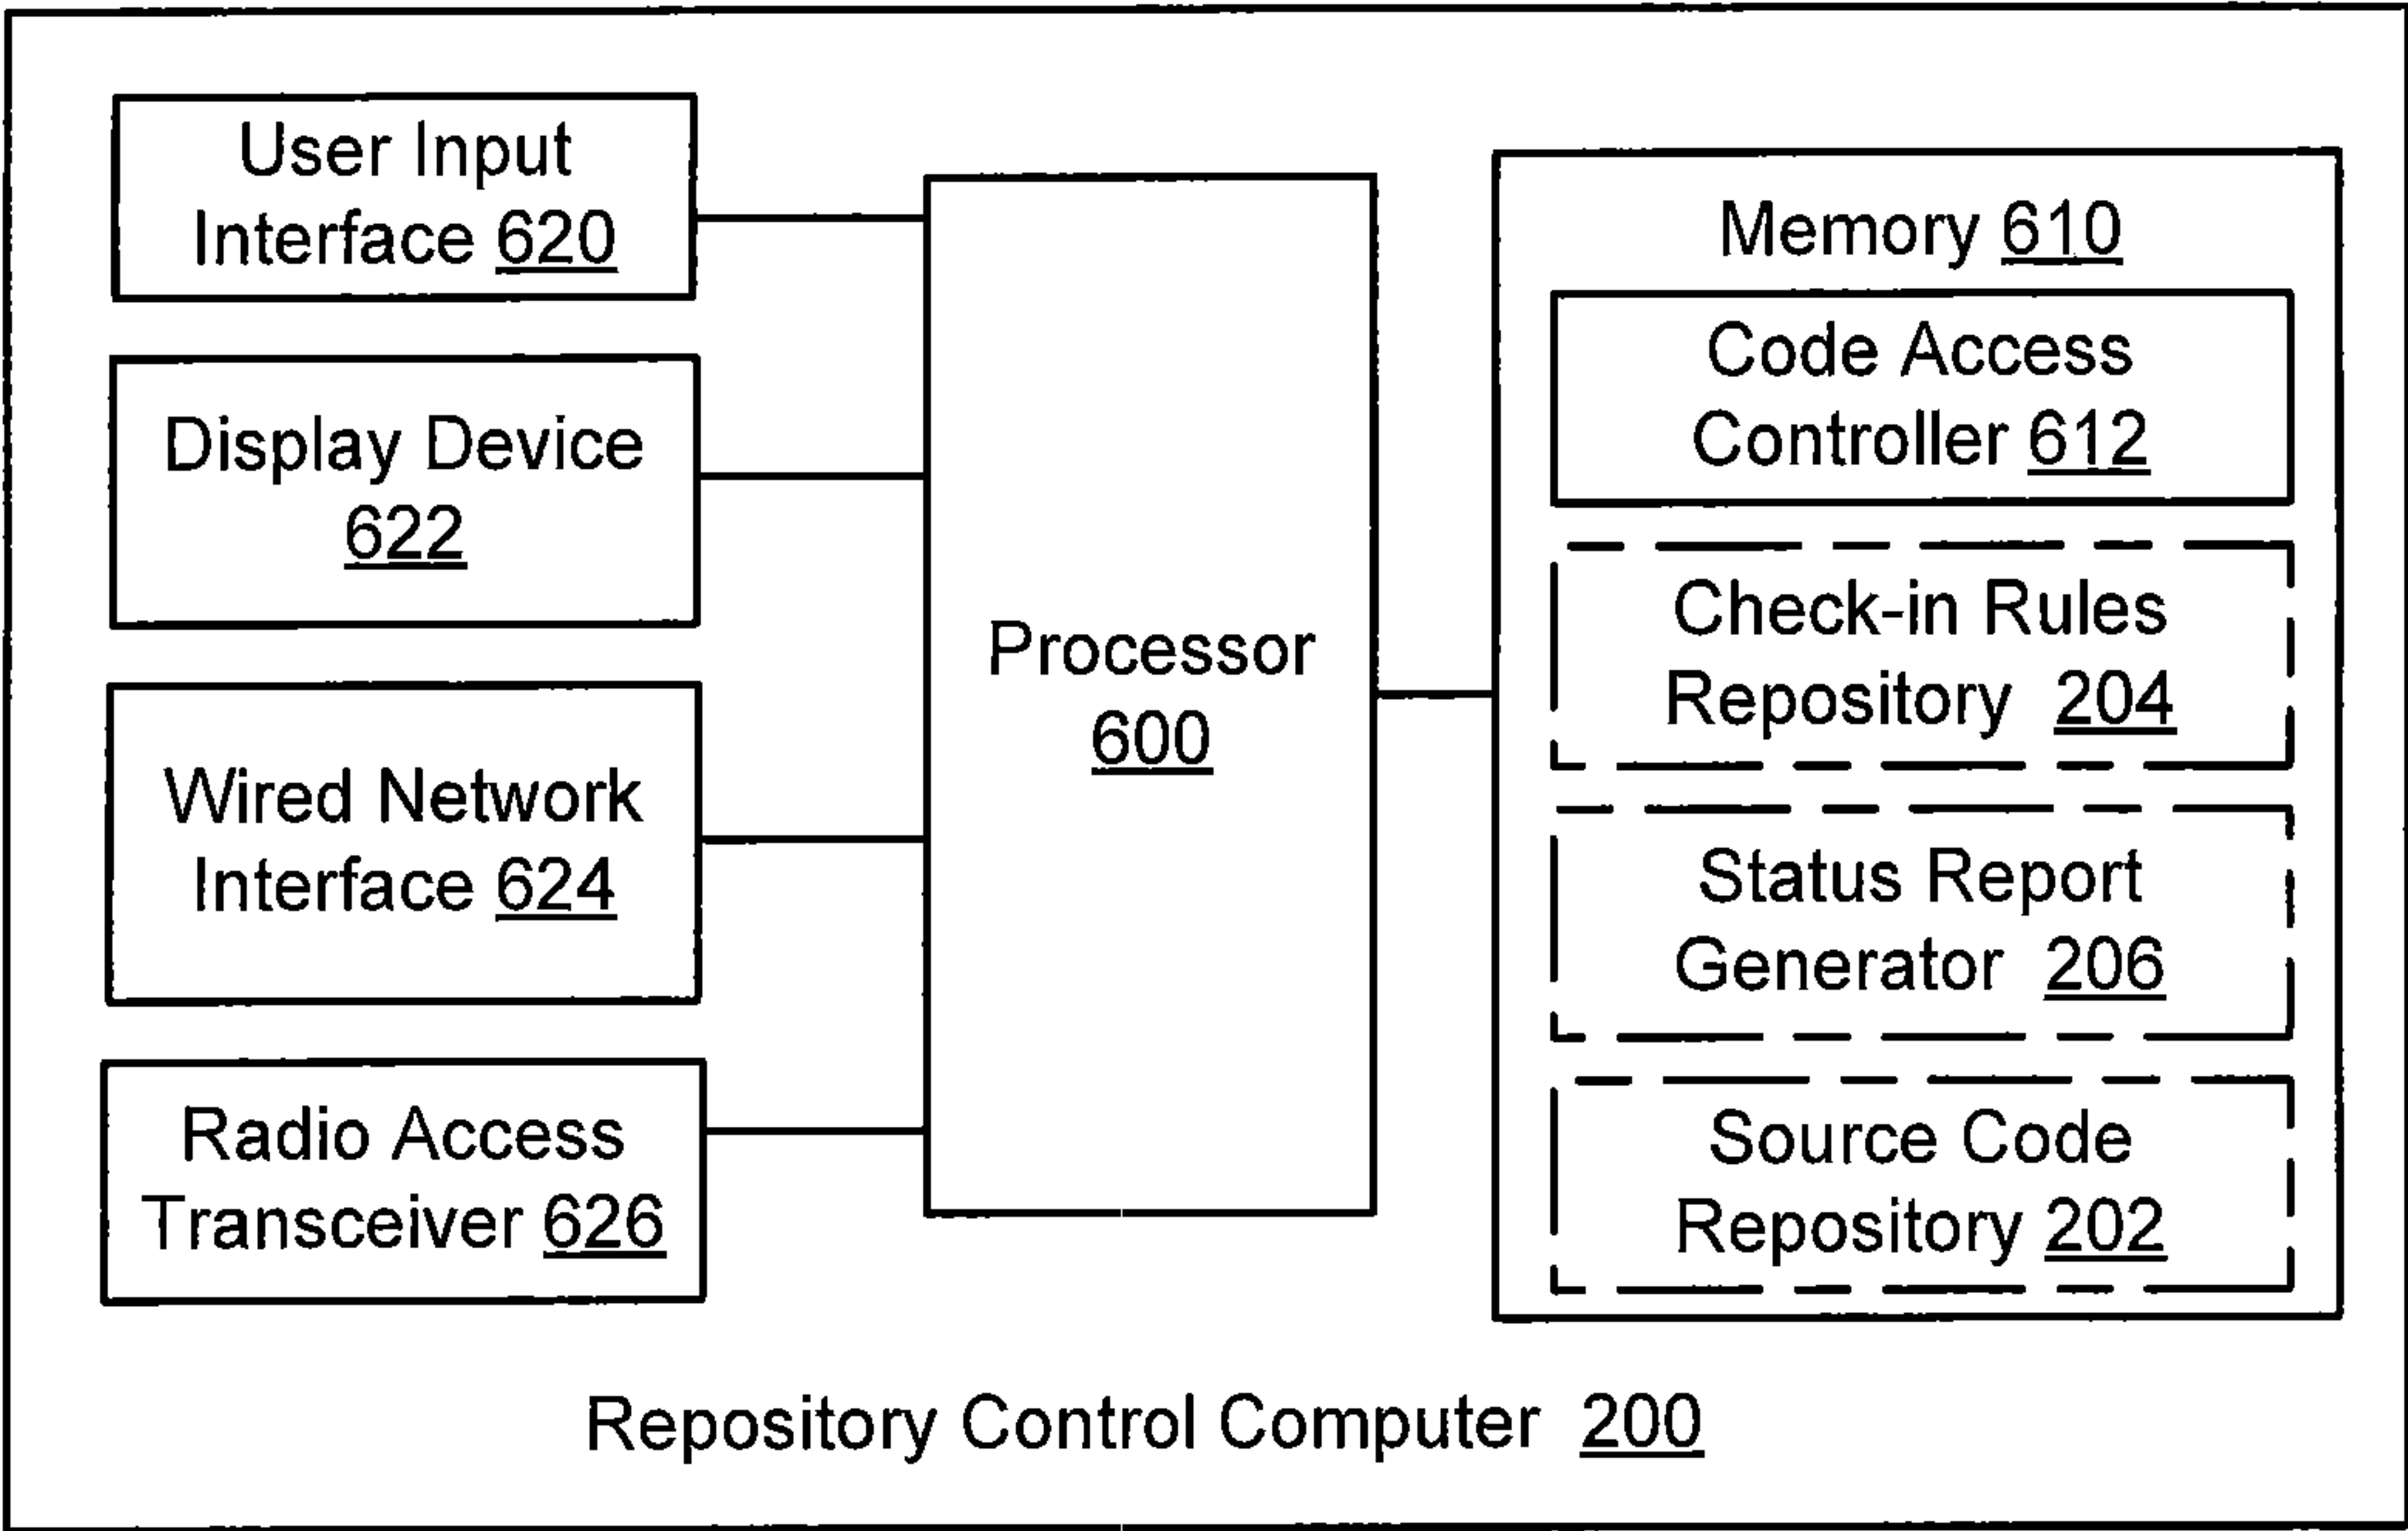 User Input
Interface 620
Display Device
622
Wired Network
Interface 624
Radio Access
Transceiver 626
Processor
600
Memory 610
Code Access
Controller 612
Check-in Rules
Repository 204
Status Report
Generator 206
Source Code
Repository 202
Repository Control Computer 200